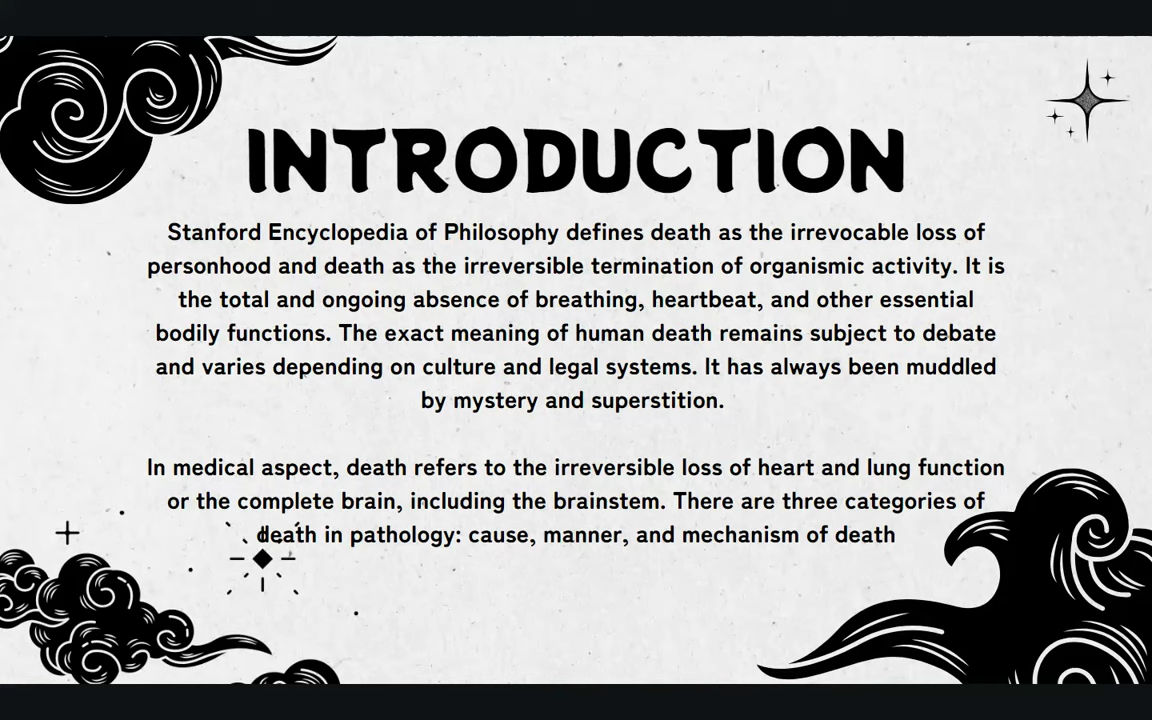 INTRODUCTION
Stanford Encyclopedia of Philosophy defines death as the irrevocable loss of
personhood and death as the irreversible termination of organismic activity. It is
the total and ongoing absence of breathing, heartbeat, and other essential
bodily functions. The exact meaning of human death remains subject to debate
and varies depending on culture and legal systems. It has always been muddled
by mystery and superstition.
In medical aspect, death refers to the irreversible loss of heart and lung function
or the complete brain, including the brainstem. There are three categories of
death in pathology: cause, manner, and mechanism of death